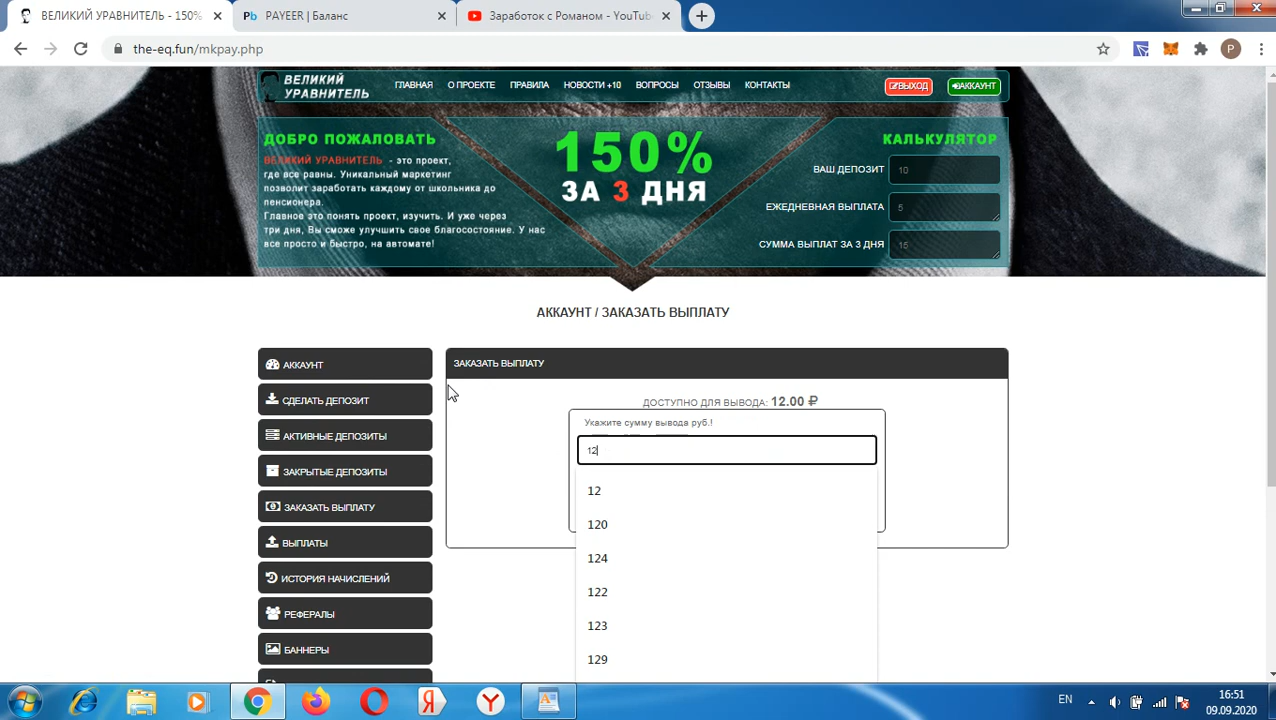 ВЕЛИКИЙ УРАВНИТЕЛЬ - 150%
PAYEER | Баланс
Заработок с Романом - YouTube
the-eq.fun/mkpay.php
P
ВЕЛИКИЙ
УРАВНИТЕЛЬ
ГЛАВНАЯ
О ПРОЕКТЕ
ПРАВИЛА
НОВОСТИ +10
ВОПРОСЫ
ОТЗЫВЫ
КОНТАКТЫ
ВЫХОД
АККАУНТ
ДОБРО ПОЖАЛОВАТЬ
ВЕЛИКИЙ УРАВНИТЕЛЬ - это проект,
где все равны. Уникальный маркетинг
позволит заработать каждому от школьника до
пенсионера.
Главное это понять проект, изучить. И уже через
три дня, Вы сможе улучшить свое благосостояние. У нас
все просто и быстро, на автомате!
150%
ЗА 3 ДНЯ
КАЛЬКУЛЯТОР
ВАШ ДЕПОЗИТ 10
ЕЖЕДНЕВНАЯ ВЫПЛАТА 5
СУММА ВЫПЛАТ ЗА 3 ДНЯ 15
АККАУНТ / ЗАКАЗАТЬ ВЫПЛАТУ
АККАУНТ
СДЕЛАТЬ ДЕПОЗИТ
АКТИВНЫЕ ДЕПОЗИТЫ
ЗАКРЫТЫЕ ДЕПОЗИТЫ
ЗАКАЗАТЬ ВЫПЛАТУ
ВЫПЛАТЫ
ИСТОРИЯ НАЧИСЛЕНИЙ
РЕФЕРАЛЫ
БАННЕРЫ
ЗАКАЗАТЬ ВЫПЛАТУ
ДОСТУПНО ДЛЯ ВЫВОДА: 12.00 ₽
Укажите сумму вывода руб.!
12
12
120
124
122
123
129
EN
16:51
09.09.2020